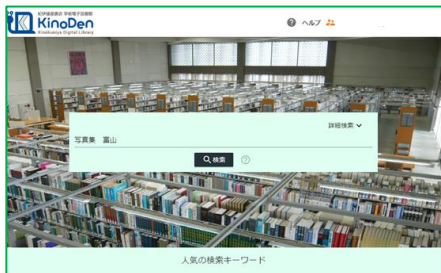 紀伊國屋書店 学術電子図書館
KinoDen
Kinokuniya Digital Library
ヘルプ
詳細検索
写真集 富山
検索
人気の検索キーワード